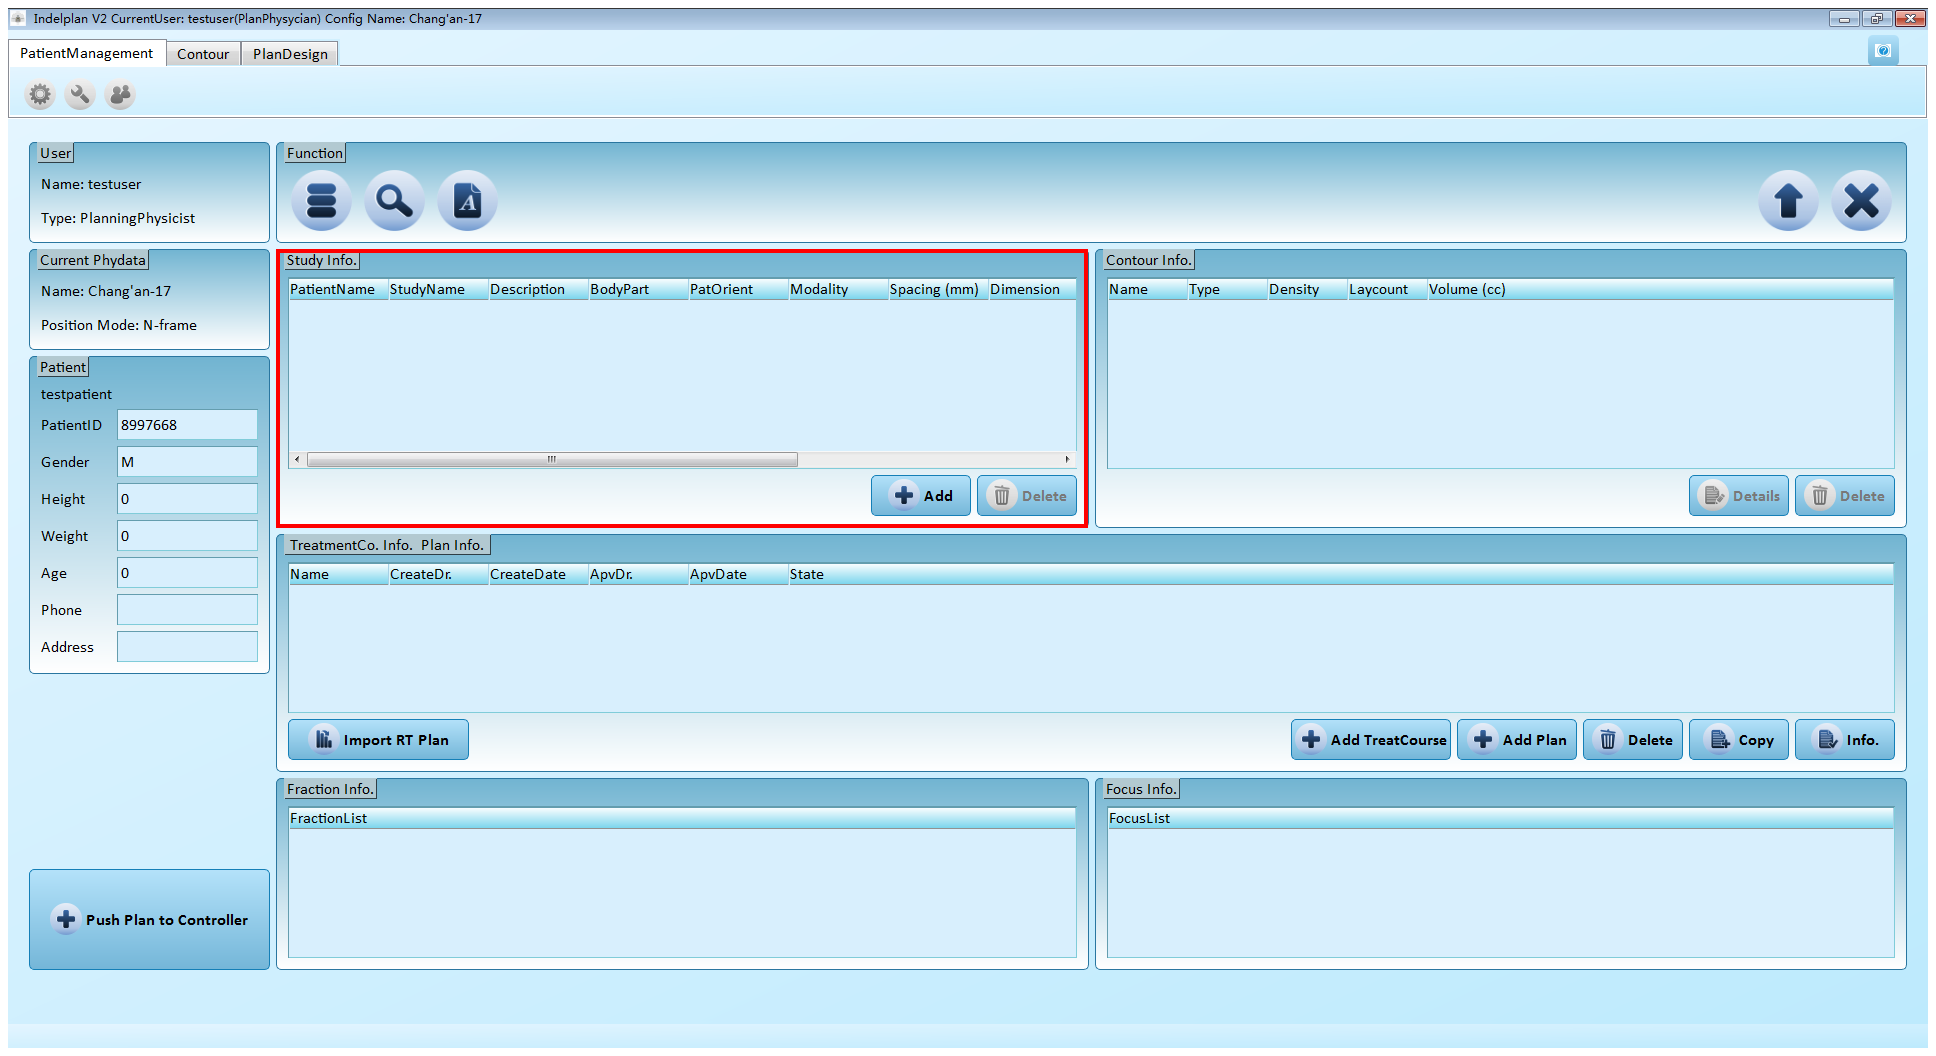 Indelplan V2 CurrentUser: testuser(PlanPhysycian) Config Name: Chang'an-17
PatientManagement Contour PlanDesign
User
Name: testuser
Type: PlanningPhysicist
Function
A
Current Phydata
Name: Chang'an-17
Position Mode: N-frame
Patient
testpatient
PatientID 8997668
Gender M
Height 0
Weight 0
Age 0
Phone
Address
Study Info.
PatientName StudyName Description BodyPart PatOrient Modality Spacing (mm) Dimension
Add Delete
Contour Info.
Name Type Density Laycount Volume (cc)
Details Delete
TreatmentCo. Info. Plan Info.
Name CreateDr. CreateDate ApvDr. ApvDate State
Import RT Plan Add TreatCourse Add Plan Delete Copy Info.
Fraction Info.
FractionList
Focus Info.
FocusList
Push Plan to Controller